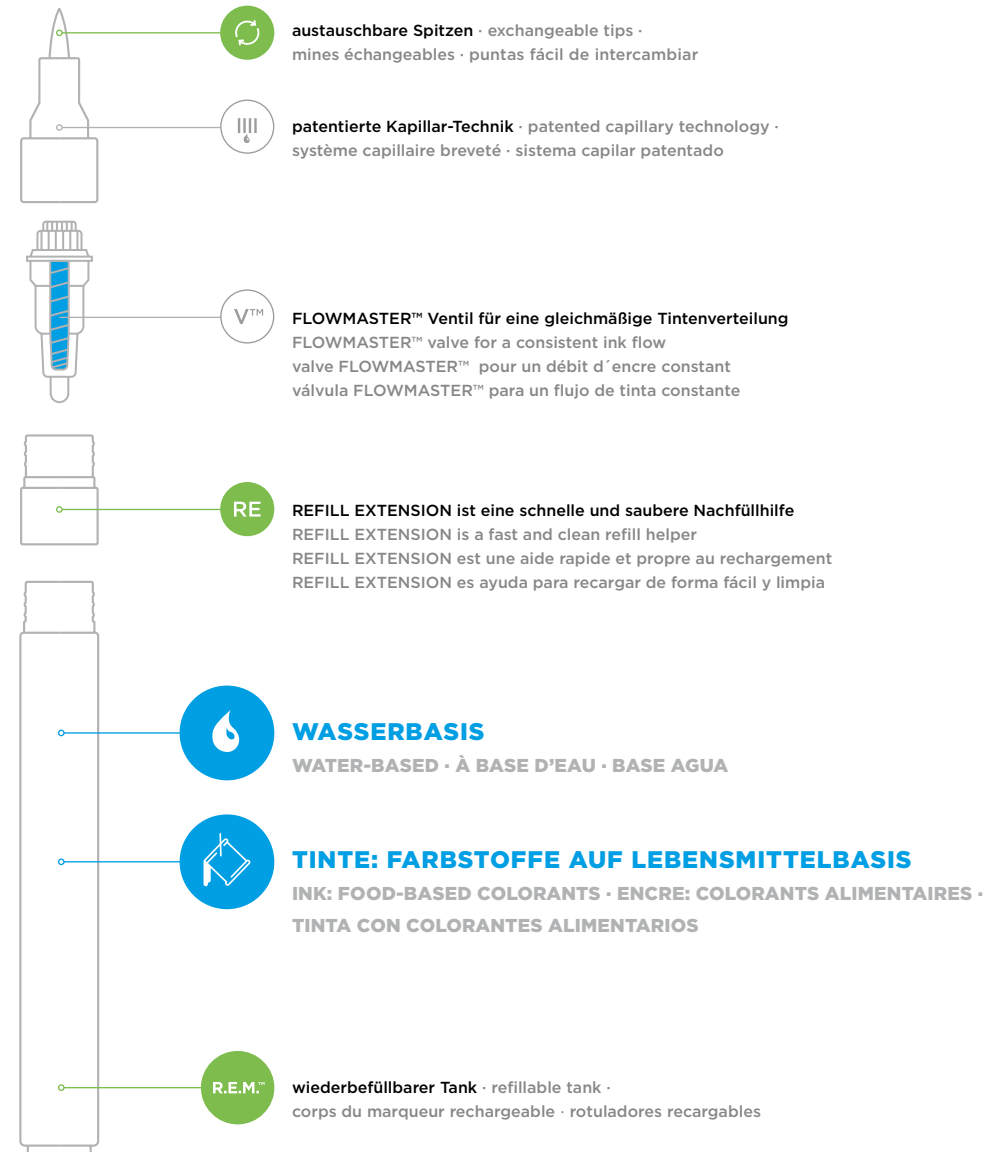 austauschbare Spitzen · exchangeable tips ·
mines échangeables · puntas fácil de intercambiar
patentierte Kapillar-Technik · patented capillary technology ·
système capillaire breveté · sistema capilar patentado
V™
FLOWMASTER™ Ventil für eine gleichmäßige Tintenverteilung
FLOWMASTER™ valve for a consistent ink flow
valve FLOWMASTER™ pour un débit d´encre constant
válvula FLOWMASTER™ para un flujo de tinta constante
RE
REFILL EXTENSION ist eine schnelle und saubere Nachfüllhilfe
REFILL EXTENSION is a fast and clean refill helper
REFILL EXTENSION est une aide rapide et propre au rechargement
REFILL EXTENSION es ayuda para recargar de forma fácil y limpia
WASSERBASIS
WATER-BASED · À BASE D’EAU · BASE AGUA
TINTE: FARBSTOFFE AUF LEBENSMITTELBASIS
INK: FOOD-BASED COLORANTS · ENCRE: COLORANTS ALIMENTAIRES ·
TINTA CON COLORANTES ALIMENTARIOS
R.E.M.™
wiederbefüllbarer Tank · refillable tank ·
corps du marqueur rechargeable · rotuladores recargables